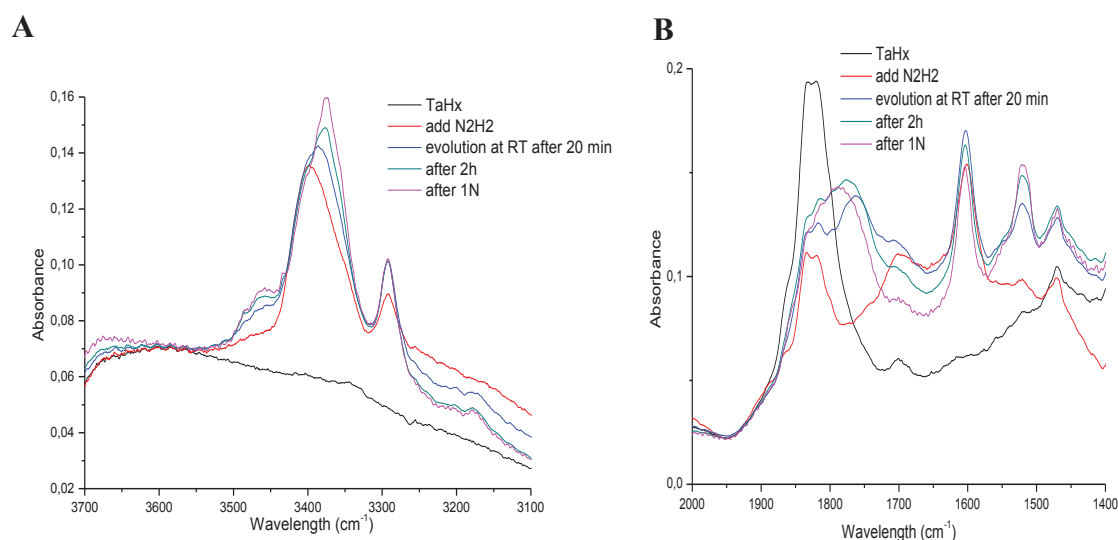 A
0,16
0,14
0,12
0,10
0,08
0,06
0,04
0,02
Absorbance
3700 3600 3500 3400 3300 3200 3100
Wavelength (cm-1)
TaHx
add N2H2
evolution at RT after 20 min
after 2h
after 1N
B
0,2
0,1
0,0
Absorbance
2000 1900 1800 1700 1600 1500 1400
Wavelength (cm-1)
TaHx
add N2H2
evolution at RT after 20 min
after 2h
after 1N